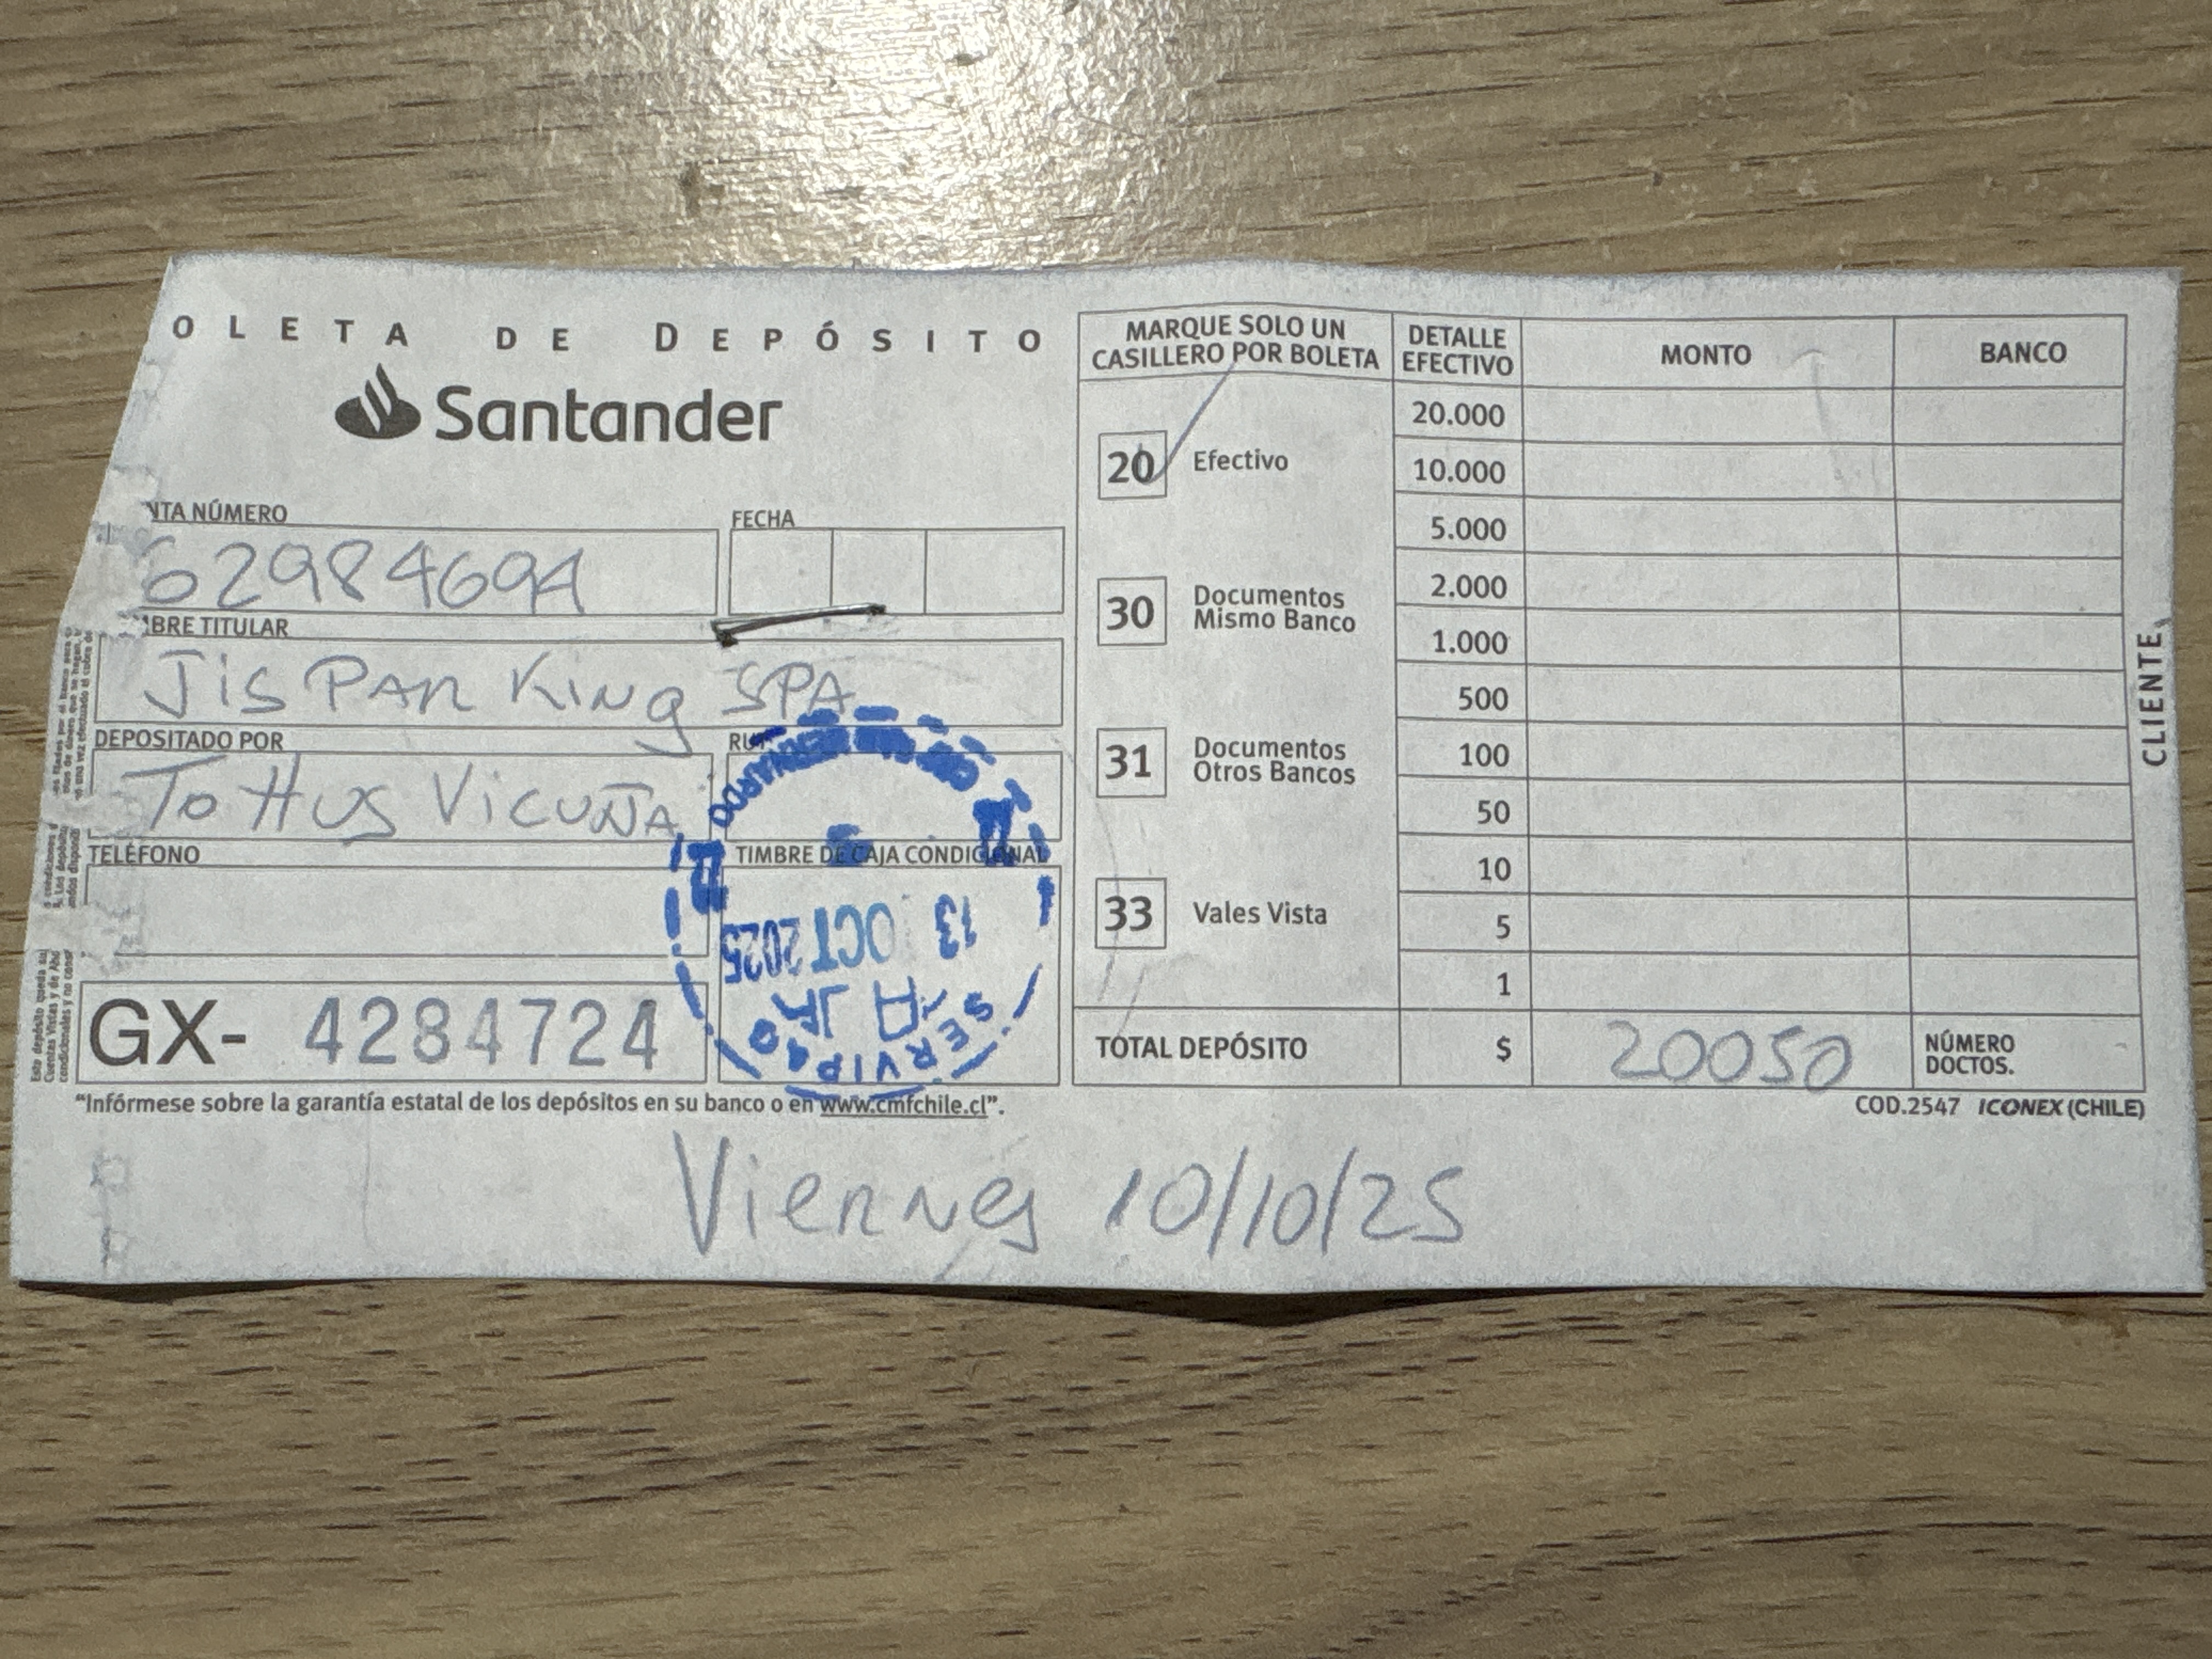 OLETA DE DEPÓSITO
Santander
NTA NÚMERO
FECHA
62984694
BRE TITULAR
Jis PARKING SPA
DEPOSITADO POR
RUT
Tottus Vicuña
TELÉFONO
TIMBRE DE CAJA CONDICIONAL
13 OCT 2025
CAJA
SERVIPAG
GX- 4284724
"Infórmese sobre la garantía estatal de los depósitos en su banco o en www.cmfchile.cl".
MARQUE SOLO UN
CASILLERO POR BOLETA
DETALLE
EFECTIVO
MONTO
BANCO
20 Efectivo
30 Documentos
Mismo Banco
31 Documentos
Otros Bancos
33 Vales Vista
20.000
10.000
5.000
2.000
1.000
500
100
50
10
5
1
TOTAL DEPÓSITO
$
20050
NÚMERO
DOCTOS.
COD.2547 ICONEX (CHILE)
CLIENTE
Viernes 10/10/25